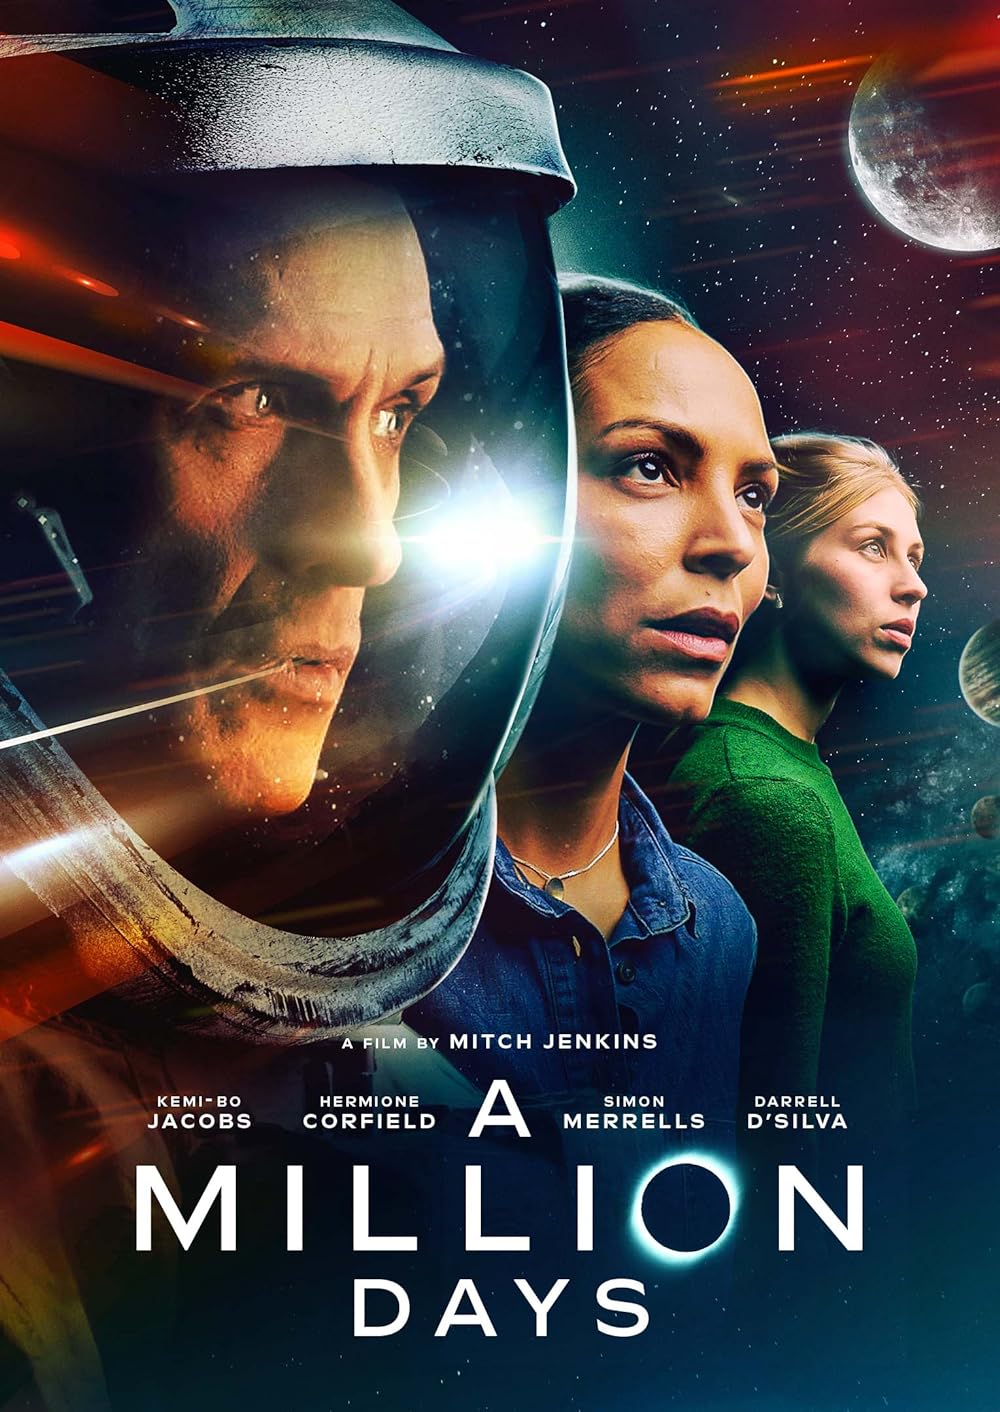 A FILM BY MITCH JENKINS
KEMI-BO JACOBS
HERMIONE CORFIELD
SIMON MERRELLS
DARRELL D'SILVA
A
MILLION
DAYS